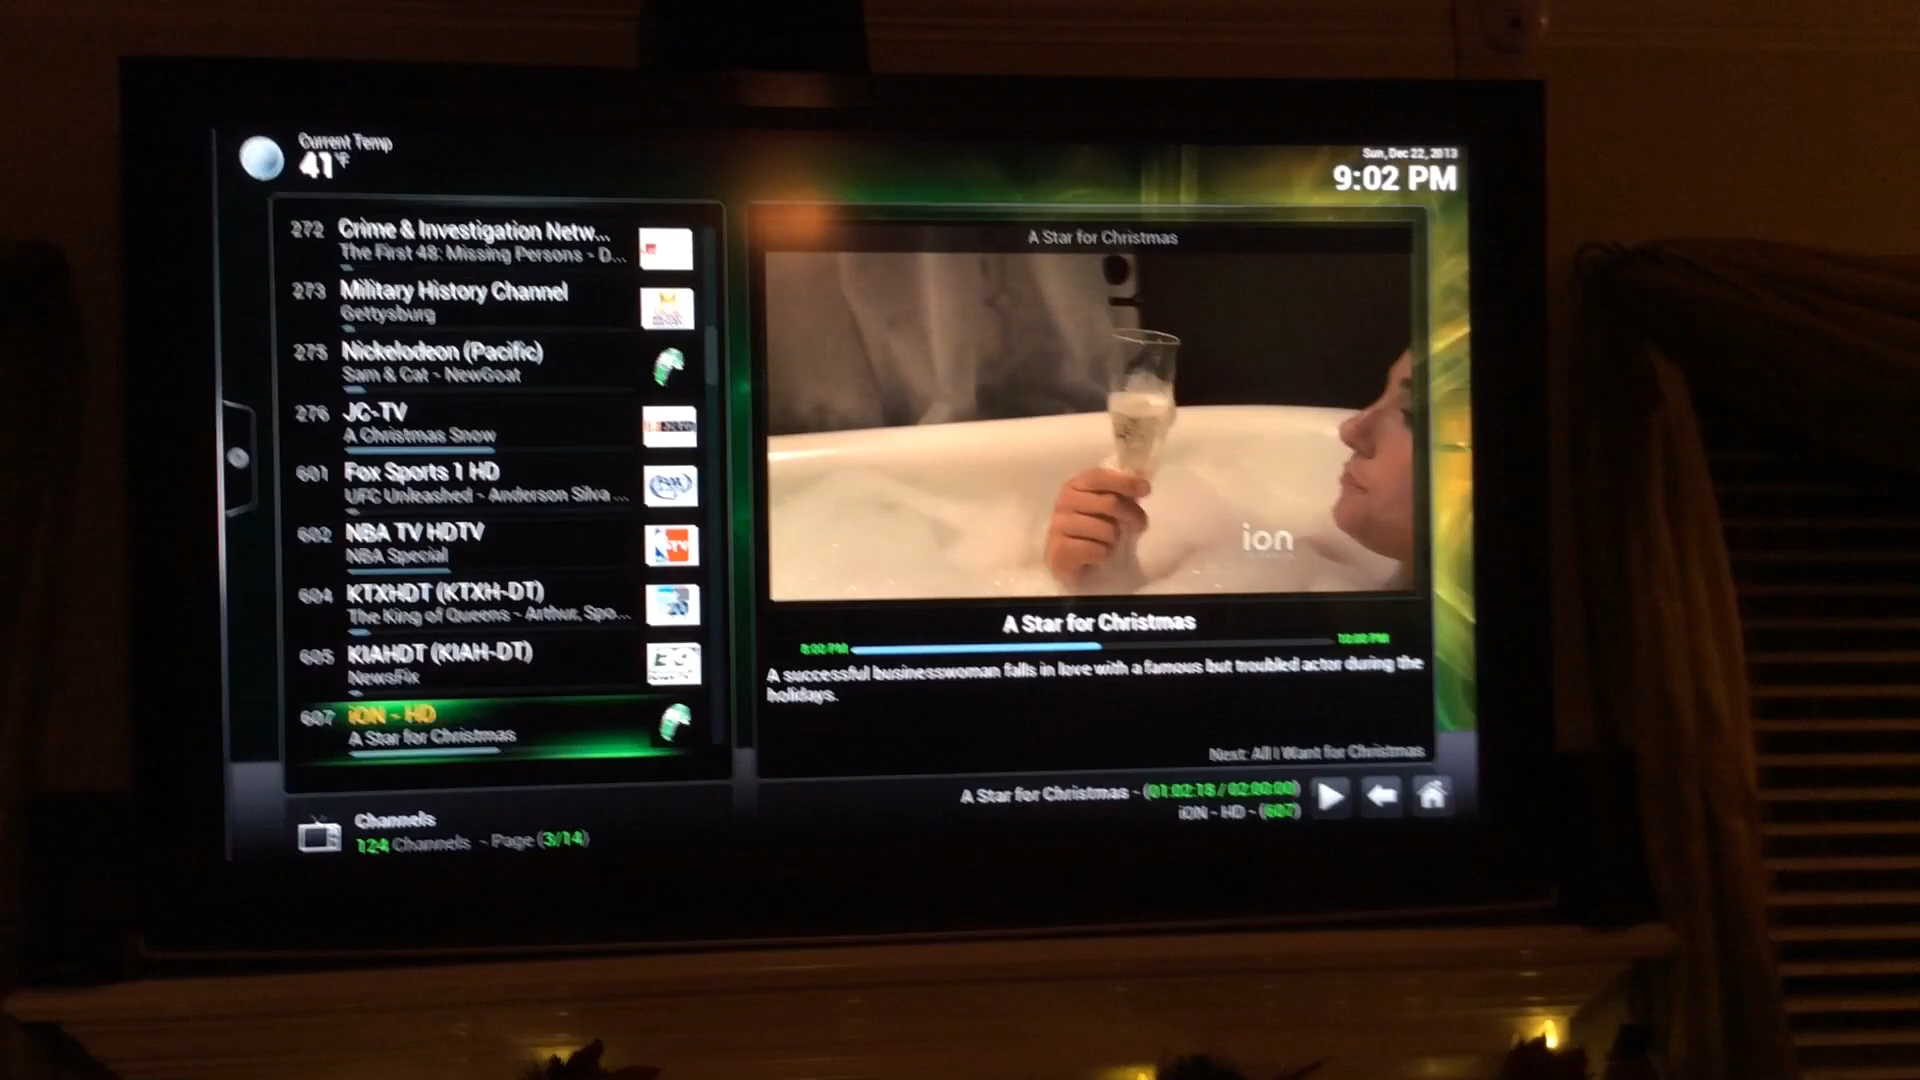 Current Temp
41°F
Sun, Dec 22, 2013
9:02 PM
272 Crime & Investigation Netw...
The First 48: Missing Persons - D...
273 Military History Channel
Gettysburg
275 Nickelodeon (Pacific)
Sam & Cat - NewGoat
276 JC-TV
A Christmas Snow
601 Fox Sports 1 HD
UFC Unleashed - Anderson Silva ...
602 NBA TV HDTV
NBA Special
604 KTXHDT (KTXH-DT)
The King of Queens - Arthur, Spo...
605 KIAHDT (KIAH-DT)
NewsFix
607 iON - HD
A Star for Christmas
Channels
124 Channels - Page (3/14)
A Star for Christmas
ion
A Star for Christmas
8:00 PM 10:00 PM
A successful businesswoman falls in love with a famous but troubled actor during the
holidays.
Next: All I Want for Christmas
A Star for Christmas - (01:02:18 / 02:00:00)
iON - HD - (607)